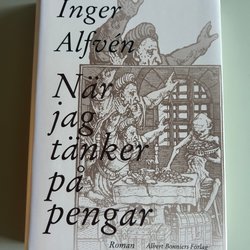 Inger
Alfvén
När
jag
tänker
på
pengar
Roman Albert Bonniers Förlag